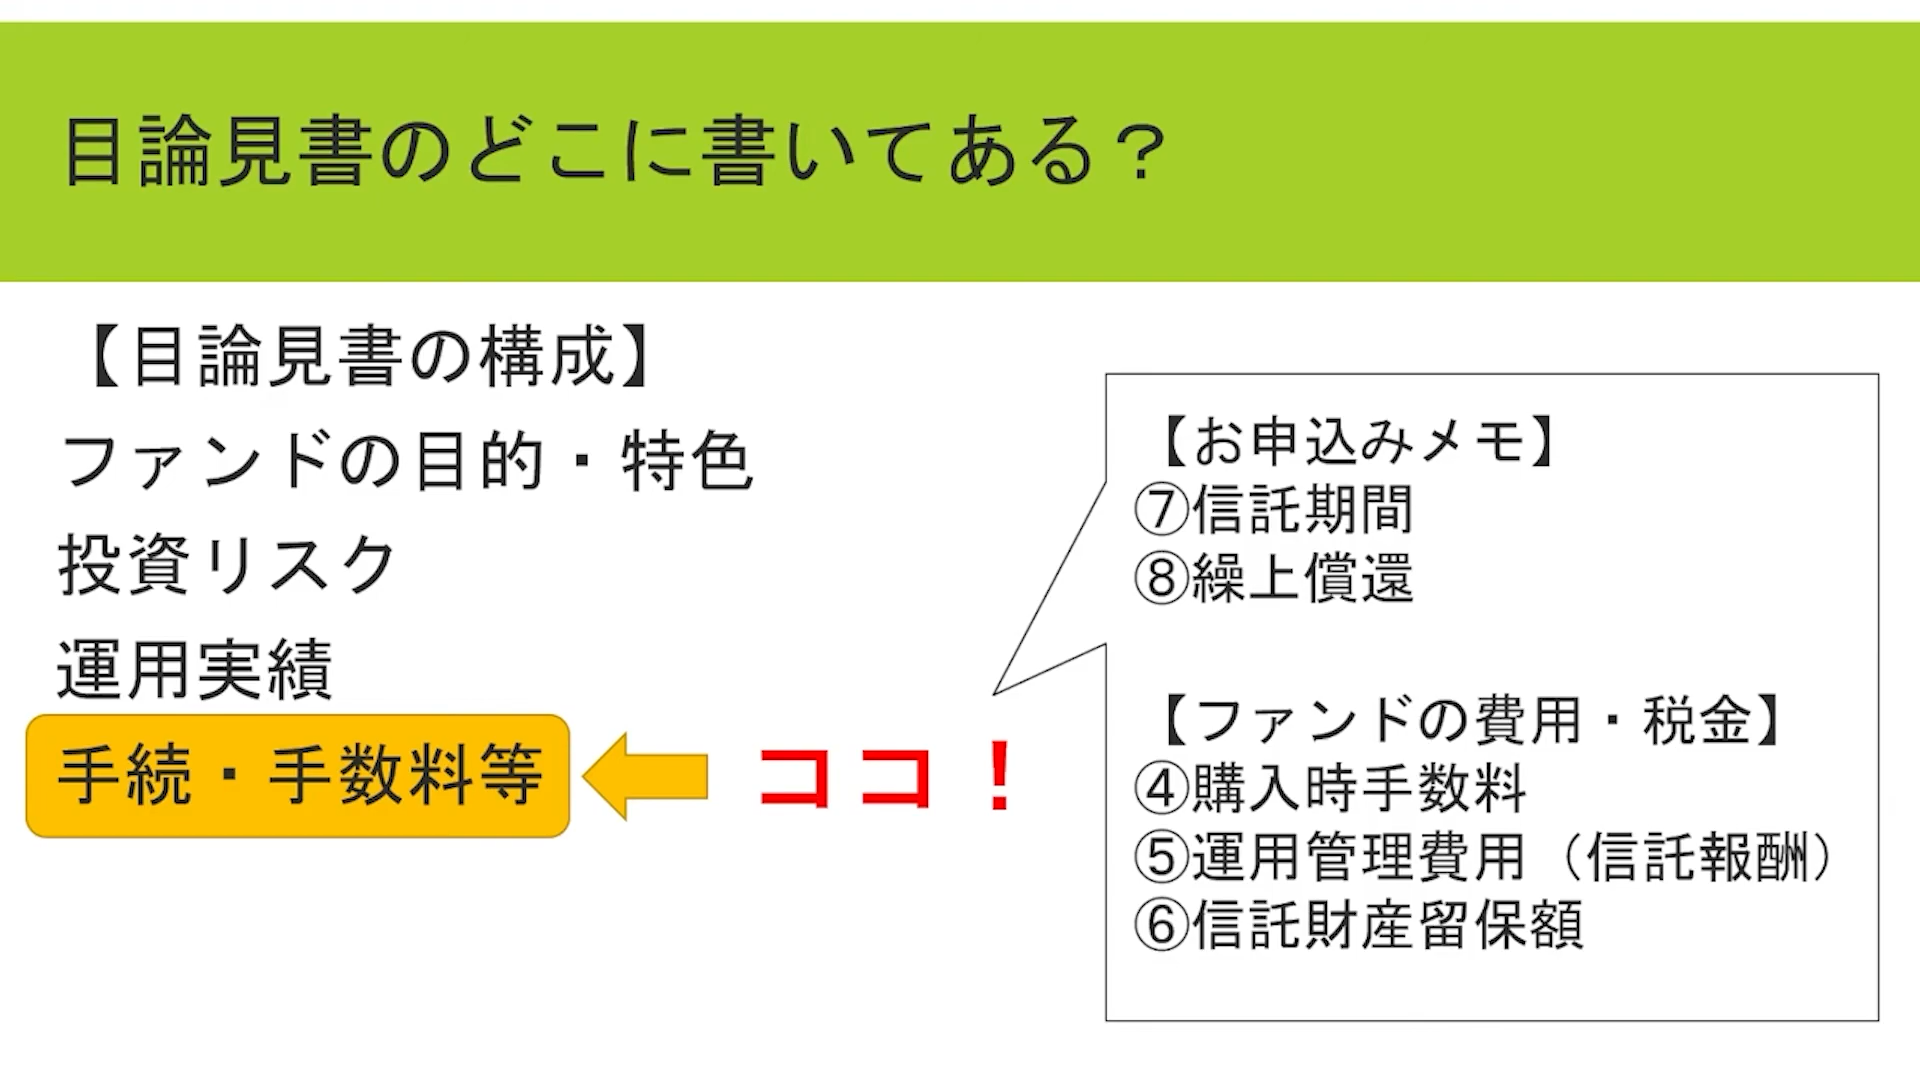 目論見書のどこに書いてある？
【目論見書の構成】
ファンドの目的・特色
投資リスク
運用実績
手続・手数料等
ココ！
【お申込みメモ】
⑦信託期間
⑧繰上償還
【ファンドの費用・税金】
④購入時手数料
⑤運用管理費用（信託報酬）
⑥信託財産留保額